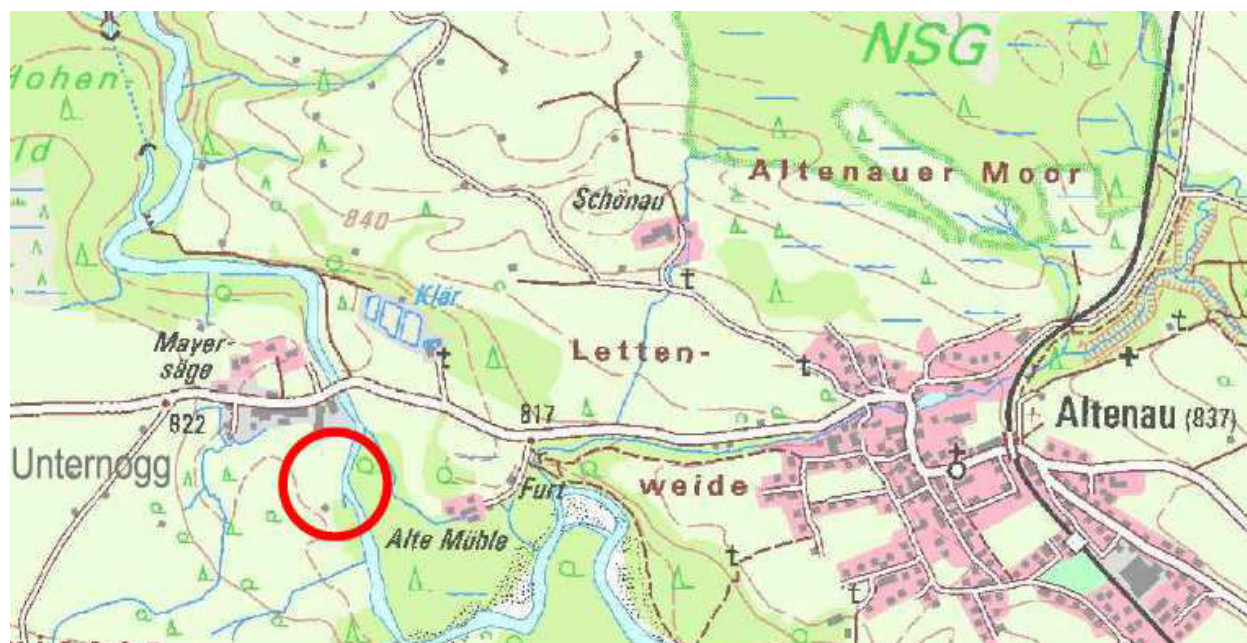 NSG
Hohen-
ld
Altenauer Moor
Schönau
840
Klär
Mayer-
säge
Letten-
822
817
Altenau (837)
Unternogg
weide
Furt
Alte Mühle